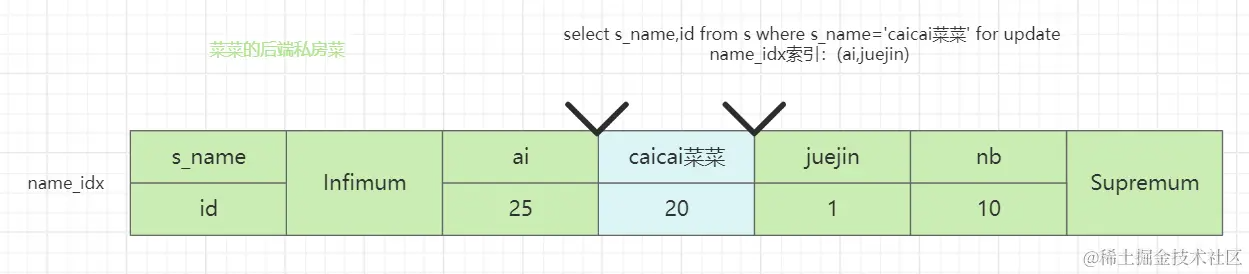 菜菜的后端私房菜
select s_name,id from s where s_name='caicai菜菜' for update
name_idx索引：(ai,juejin)
name_idx
s_name Infimum ai caicai菜菜 juejin nb Supremum
id 25 20 1 10
@稀土掘金技术社区